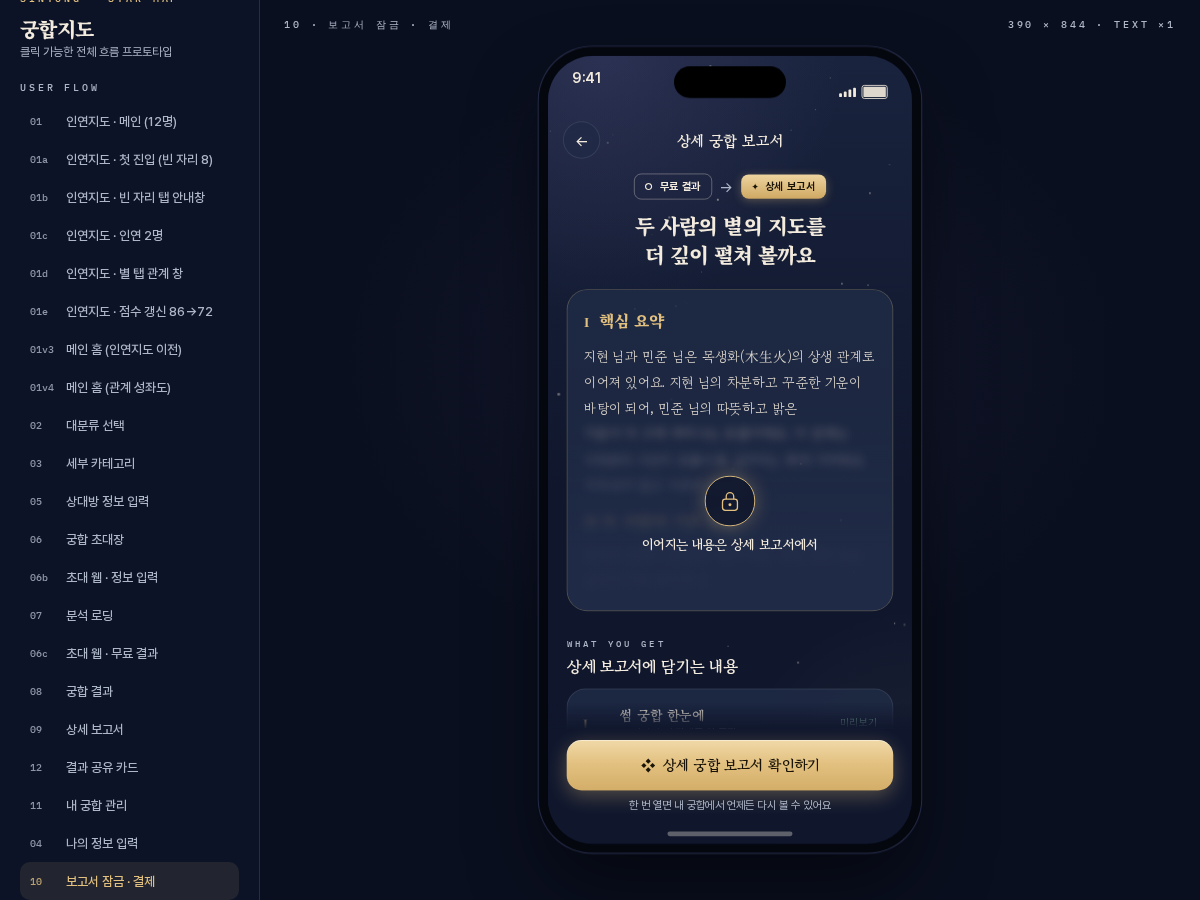 궁합지도
클릭 가능한 전체 흐름 프로토타입
USER FLOW
01 인연지도 · 메인 (12명)
01a 인연지도 · 첫 진입 (빈 자리 8)
01b 인연지도 · 빈 자리 탭 안내창
01c 인연지도 · 인연 2명
01d 인연지도 · 별 탭 관계 창
01e 인연지도 · 점수 갱신 86→72
01v3 메인 홈 (인연지도 이전)
01v4 메인 홈 (관계 성좌도)
02 대분류 선택
03 세부 카테고리
05 상대방 정보 입력
06 궁합 초대장
06b 초대 웹 · 정보 입력
07 분석 로딩
06c 초대 웹 · 무료 결과
08 궁합 결과
09 상세 보고서
12 결과 공유 카드
11 내 궁합 관리
04 나의 정보 입력
10 보고서 잠금 · 결제
10 · 보고서 잠금 · 결제
390 × 844 · TEXT ×1
9:41
← 상세 궁합 보고서
무료 결과 → ✦ 상세 보고서
두 사람의 별의 지도를
더 깊이 펼쳐 볼까요
I 핵심 요약
지현 님과 민준 님은 목생화(木生火)의 상생 관계로
이어져 있어요. 지현 님의 차분하고 꾸준한 기운이
바탕이 되어, 민준 님의 따뜻하고 밝은
이어지는 내용은 상세 보고서에서
WHAT YOU GET
상세 보고서에 담기는 내용
I 썸 궁합 한눈에
미리보기
❖ 상세 궁합 보고서 확인하기
한 번 열면 내 궁합에서 언제든 다시 볼 수 있어요